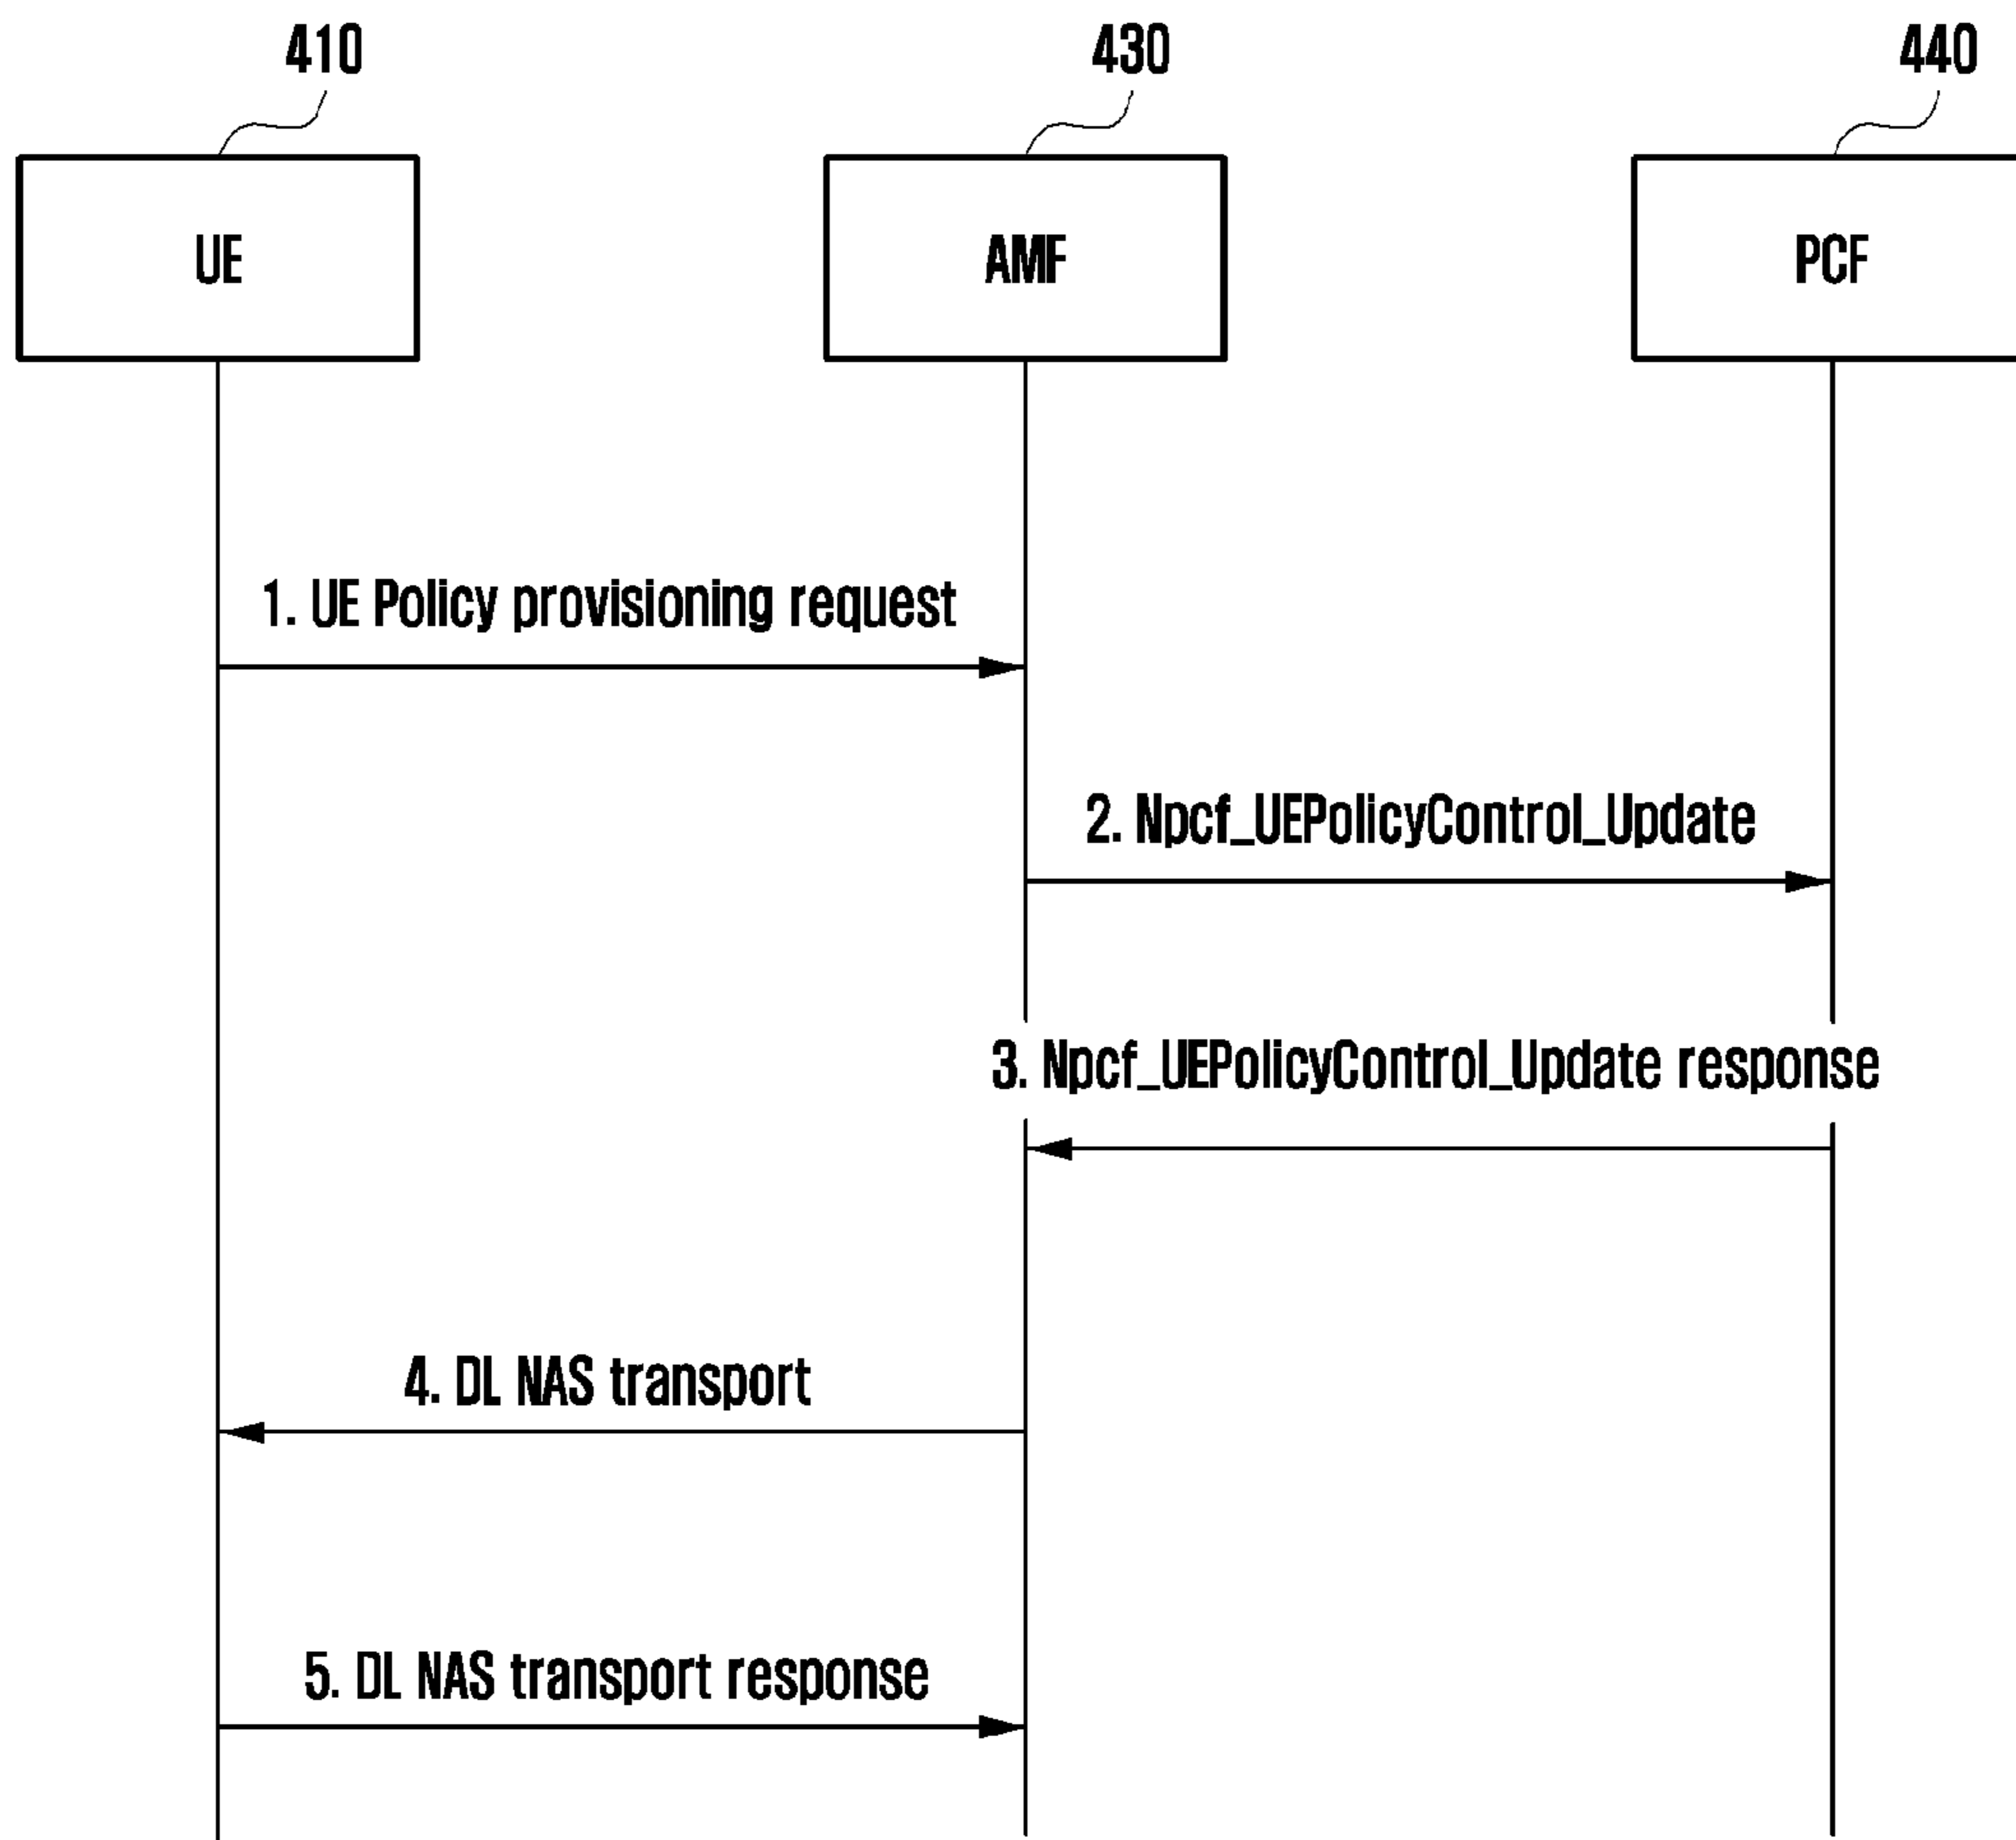 410
430
440
UE
AMF
PCF
1. UE Policy provisioning request
2. Npcf_UEPolicyControl_Update
3. Npcf_UEPolicyControl_Update response
4. DL NAS transport
5. DL NAS transport response